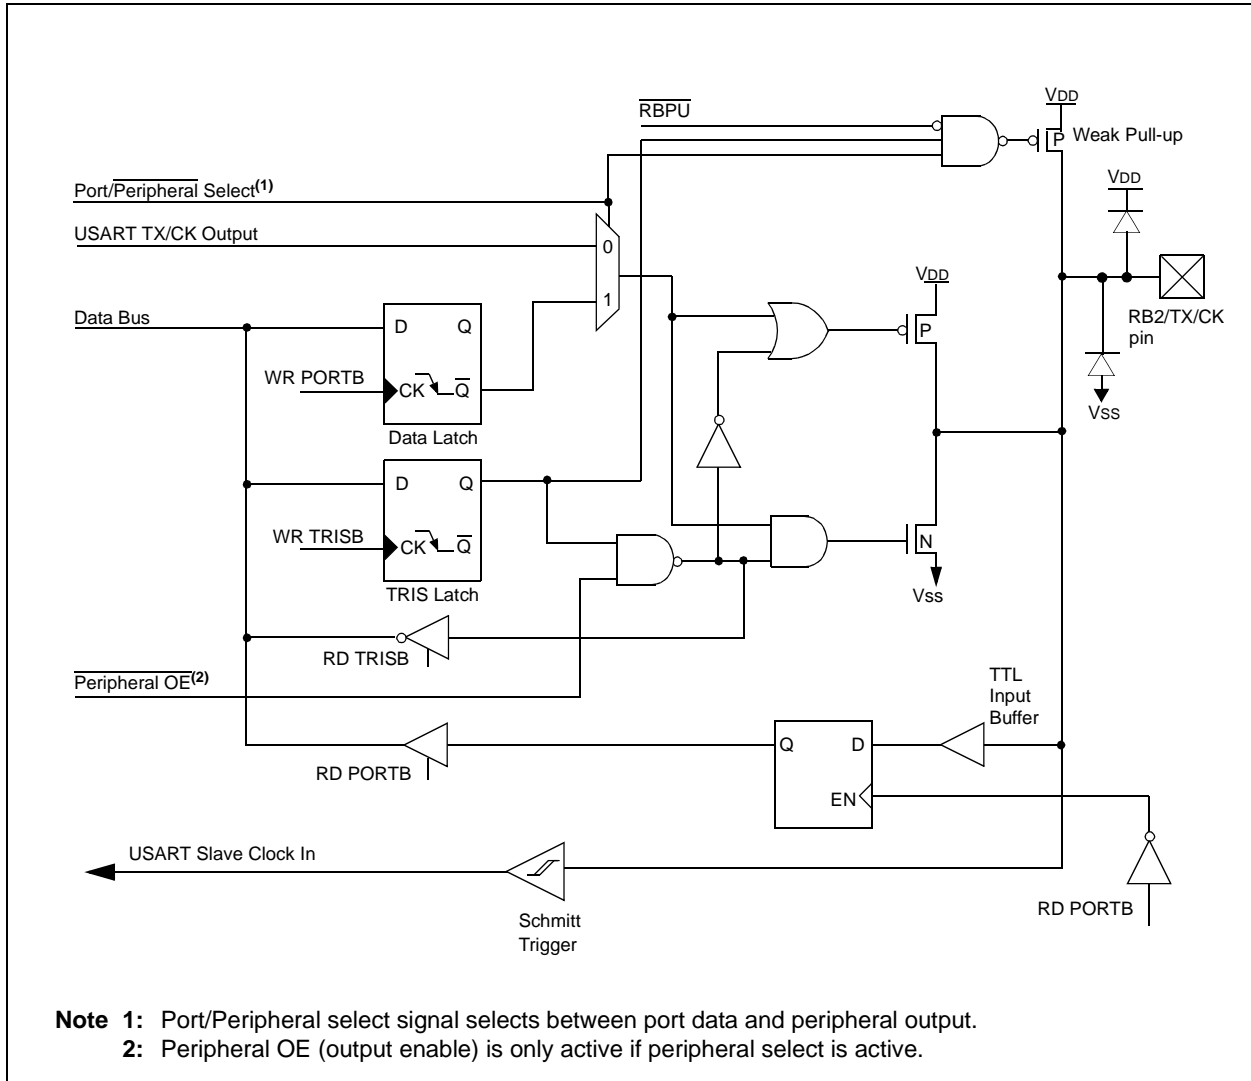 VDD
RBPU
P
Weak Pull-up
VDD
Port/Peripheral Select(1)
USART TX/CK Output
0
VDD
1
Data Bus
D
Q
P
RB2/TX/CK
pin
WR PORTB
CK
Q
VSS
Data Latch
D
Q
WR TRISB
CK
Q
N
TRIS Latch
VSS
RD TRISB
Peripheral OE(2)
TTL
Input
Buffer
Q
D
RD PORTB
EN
USART Slave Clock In
RD PORTB
Schmitt
Trigger
Note 1: Port/Peripheral select signal selects between port data and peripheral output.
2: Peripheral OE (output enable) is only active if peripheral select is active.